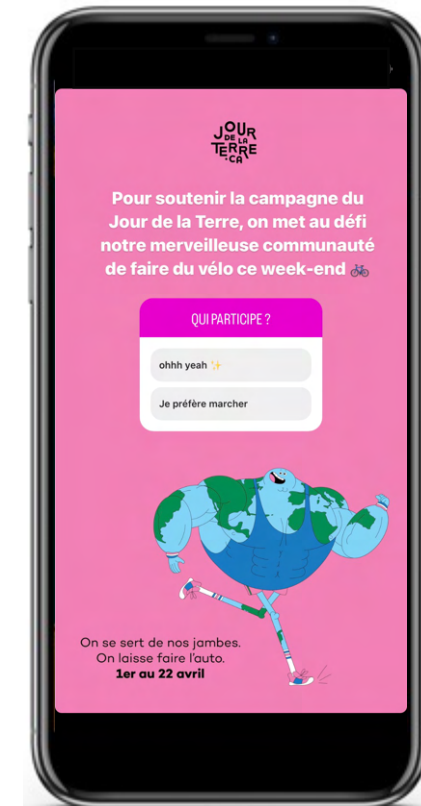 JOUR
DE LA
TERRE
.CA
Pour soutenir la campagne du
Jour de la Terre, on met au défi
notre merveilleuse communauté
de faire du vélo ce week-end 🚲
QUI PARTICIPE ?
ohhh yeah ✨
Je préfère marcher
On se sert de nos jambes.
On laisse faire l'auto.
1er au 22 avril